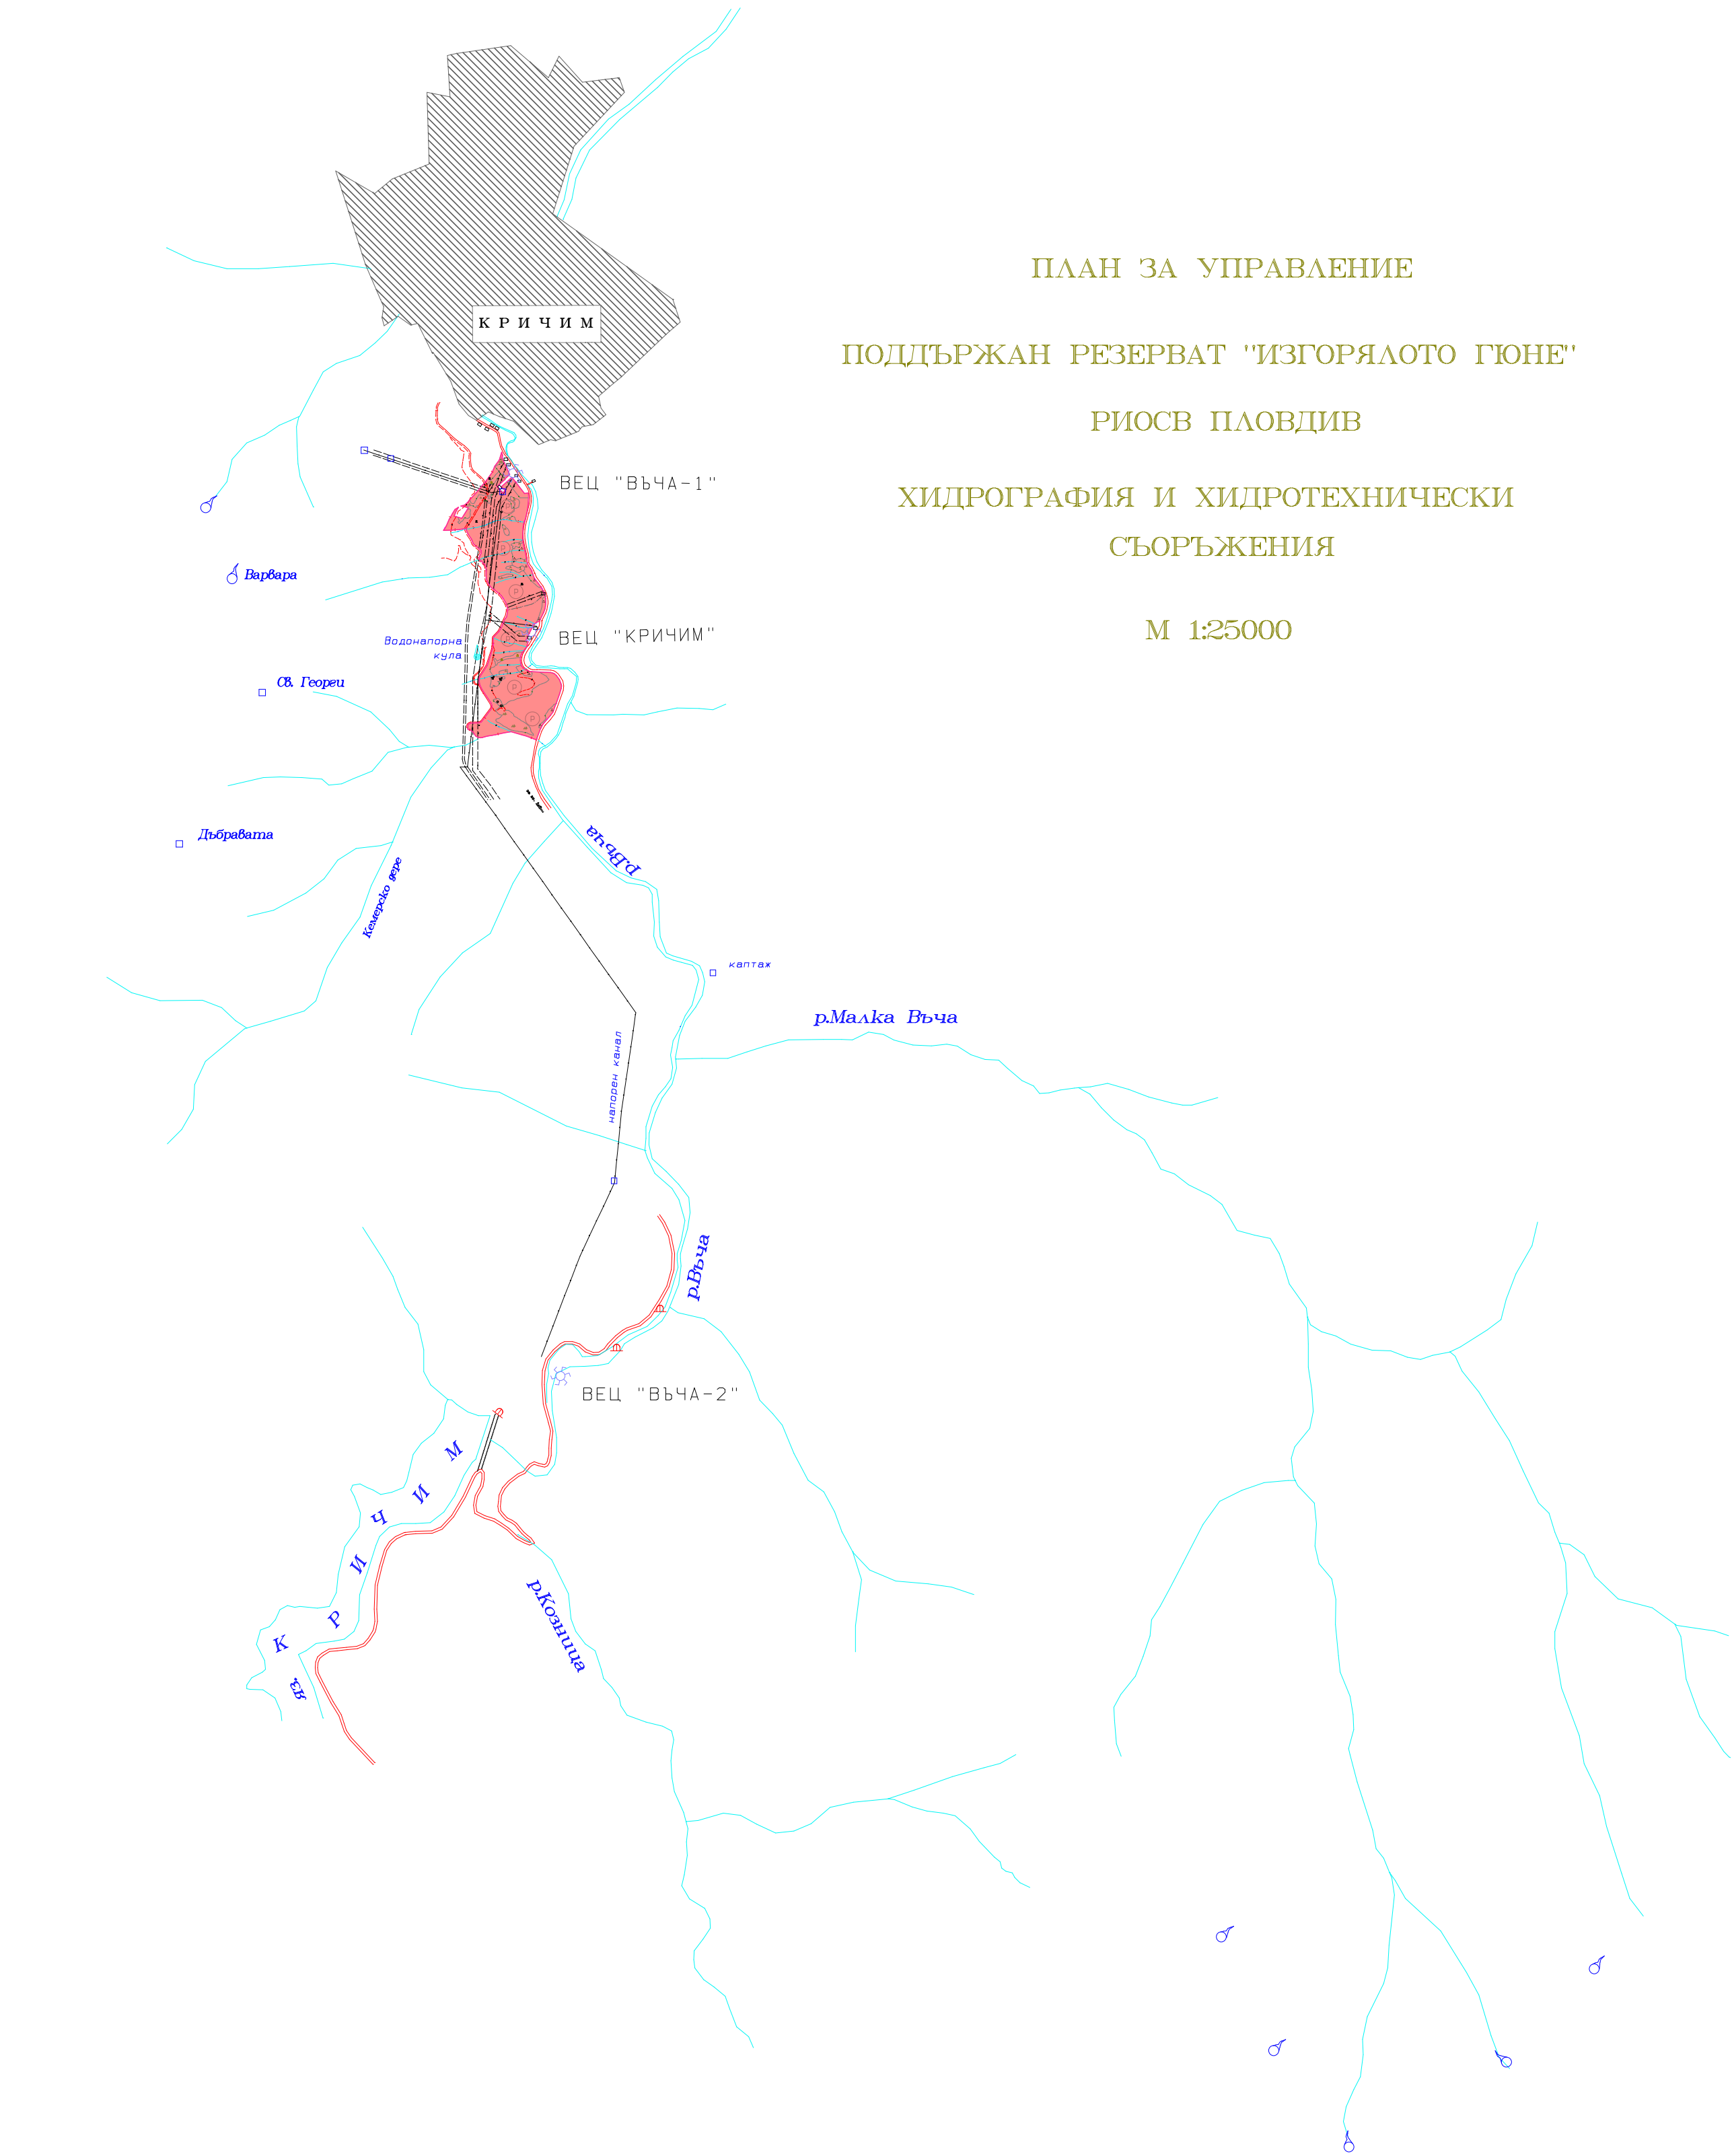 ПЛАН ЗА УПРАВЛЕНИЕ
ПОДДЪРЖАН РЕЗЕРВАТ "ИЗГОРЯЛОТО ГЮНЕ"
РИОСВ ПЛОВДИВ
ХИДРОГРАФИЯ И ХИДРОТЕХНИЧЕСКИ
СЪОРЪЖЕНИЯ
М 1:25000
КРИЧИМ
ВЕЦ "ВЪЧА-1"
Варвара
ВЕЦ "КРИЧИМ"
Водонапорна
кула
Св. Георги
Дъбравата
р.Въча
Кемерско дере
каптаж
р.Малка Въча
напорен канал
р.Въча
ВЕЦ "ВЪЧА-2"
яз. КРИЧИМ
р.Козница